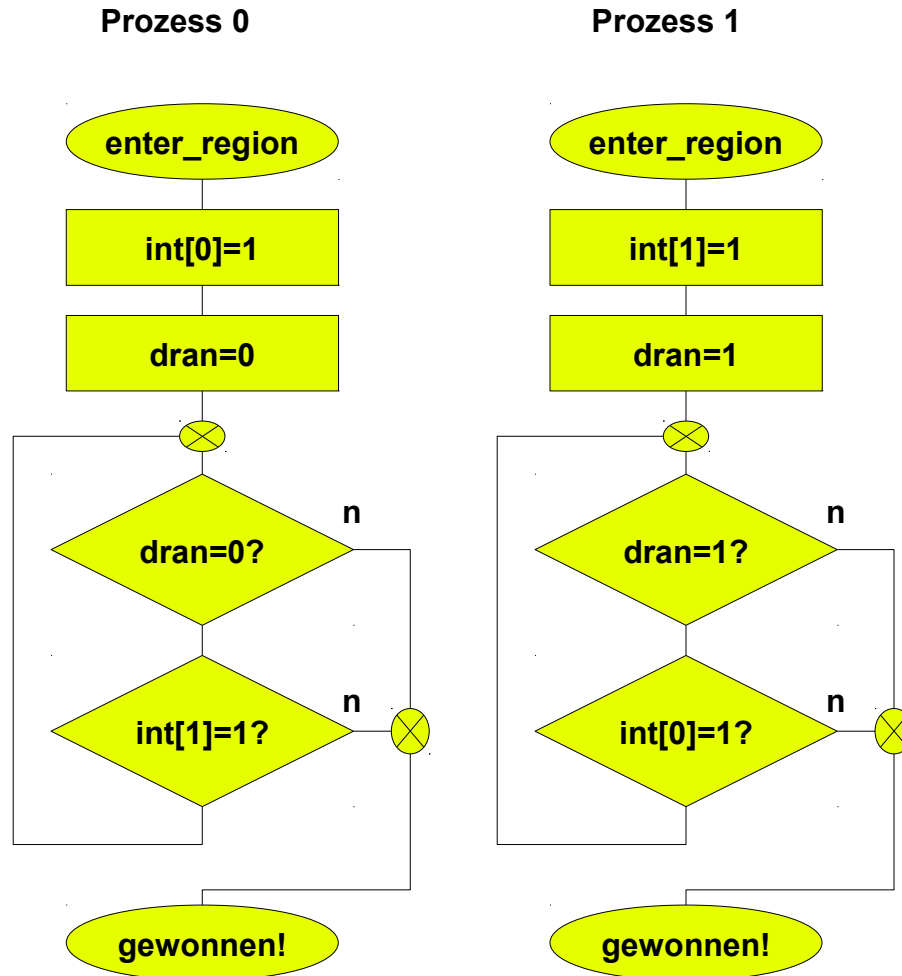 Prozess 0
enter_region
int[0]=1
dran=0
n
dran=0?
n
int[1]=1?
gewonnen!
Prozess 1
enter_region
int[1]=1
dran=1
n
dran=1?
n
int[0]=1?
gewonnen!